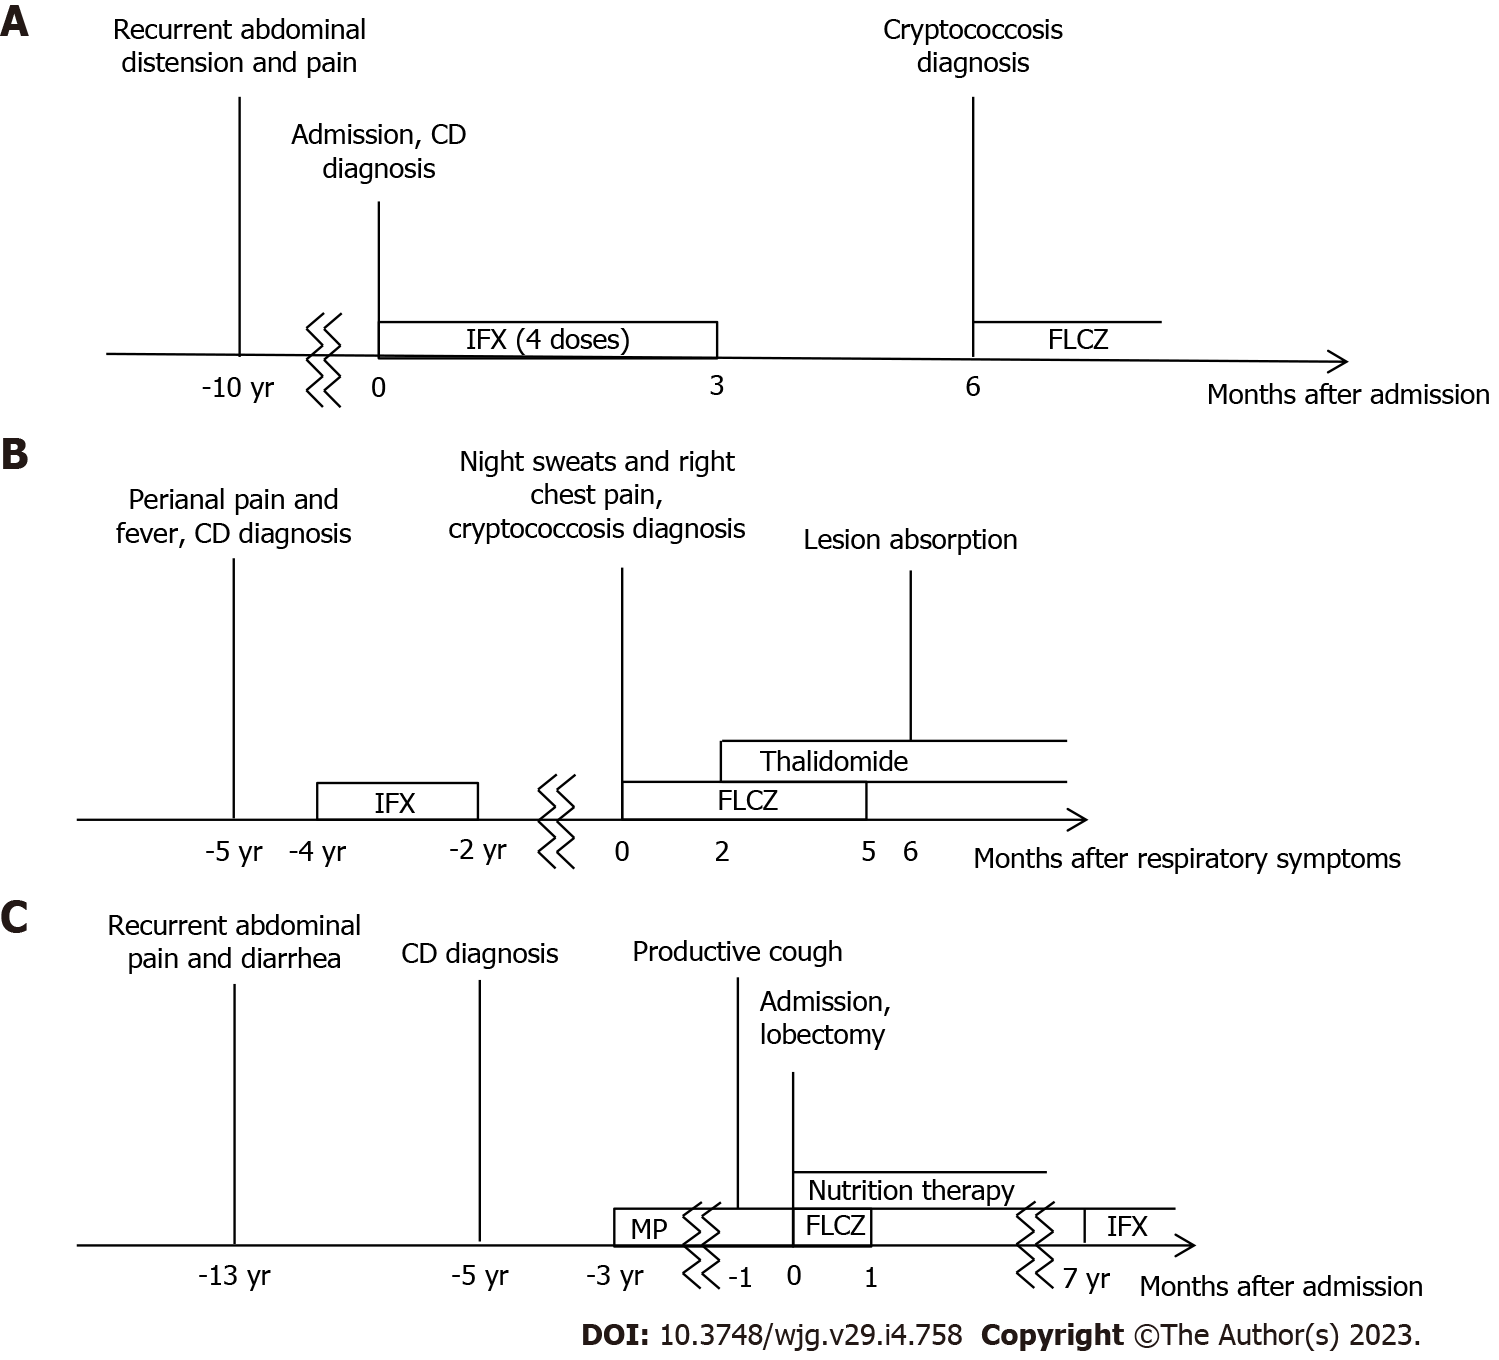 A
Recurrent abdominal
distension and pain
Cryptococcosis
diagnosis
Admission, CD
diagnosis
IFX (4 doses)
FLCZ
-10 yr
0
3
6
Months after admission
B
Night sweats and right
chest pain,
cryptococcosis diagnosis
Perianal pain and
fever, CD diagnosis
Lesion absorption
Thalidomide
IFX
FLCZ
-5 yr
-4 yr
-2 yr
0
2
5
6
Months after respiratory symptoms
C
Recurrent abdominal
pain and diarrhea
CD diagnosis
Productive cough
Admission,
lobectomy
Nutrition therapy
MP
FLCZ
IFX
-13 yr
-5 yr
-3 yr
-1
0
1
7 yr
Months after admission
DOI: 10.3748/wjg.v29.i4.758 Copyright ©The Author(s) 2023.